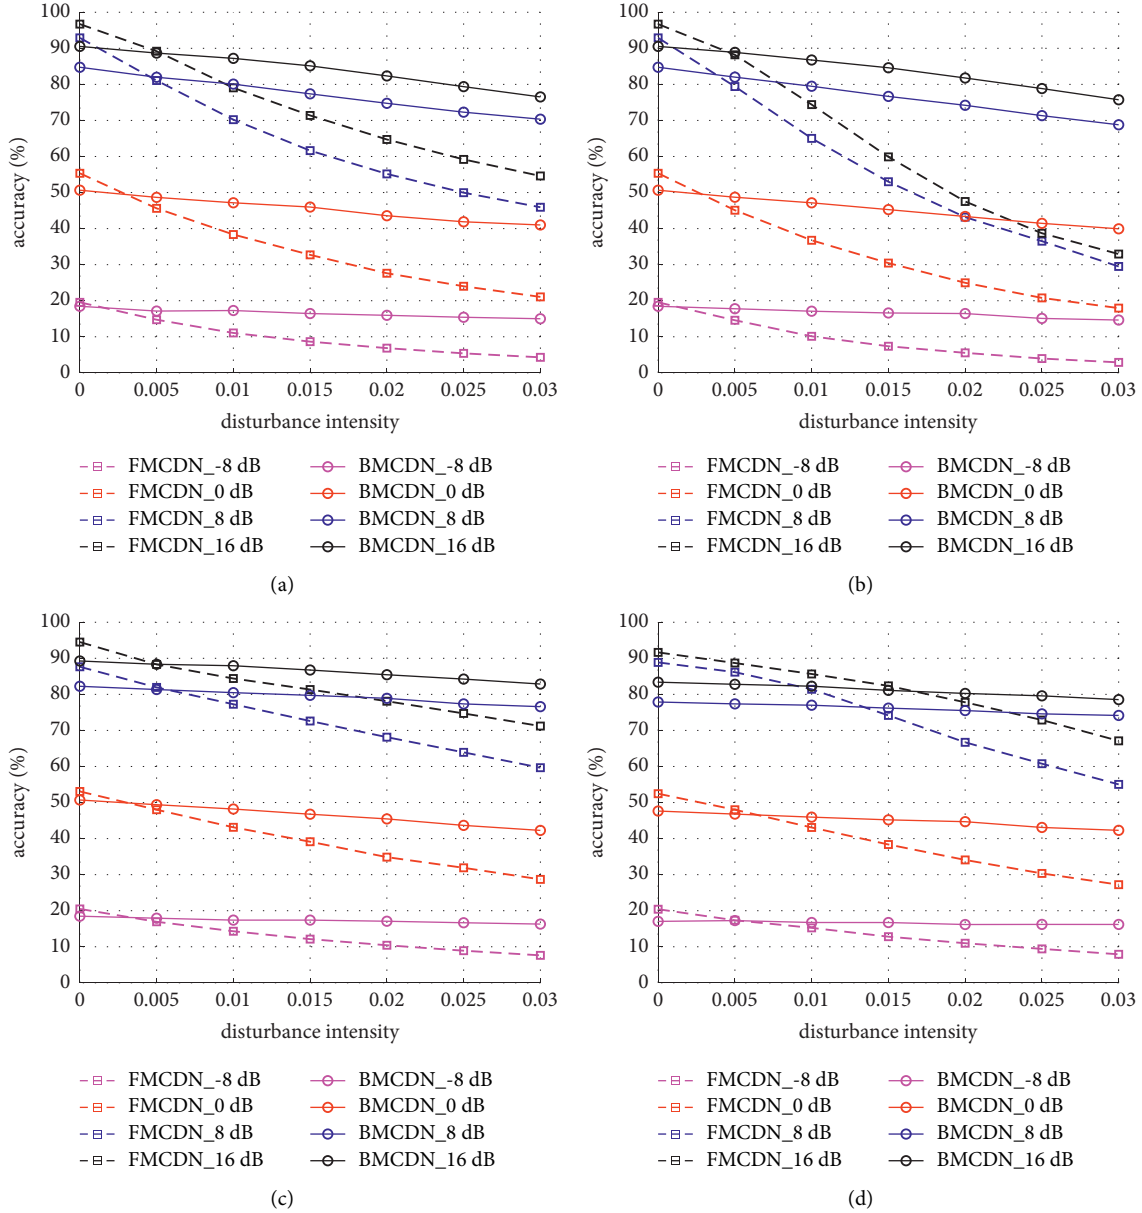 100
90
80
70
60
50
40
30
20
10
0
accuracy (%)
0 0.005 0.01 0.015 0.02 0.025 0.03
disturbance intensity
FMCDN_-8 dB BMCDN_-8 dB
FMCDN_0 dB BMCDN_0 dB
FMCDN_8 dB BMCDN_8 dB
FMCDN_16 dB BMCDN_16 dB
(a)
100
90
80
70
60
50
40
30
20
10
0
accuracy (%)
0 0.005 0.01 0.015 0.02 0.025 0.03
disturbance intensity
FMCDN_-8 dB BMCDN_-8 dB
FMCDN_0 dB BMCDN_0 dB
FMCDN_8 dB BMCDN_8 dB
FMCDN_16 dB BMCDN_16 dB
(b)
100
90
80
70
60
50
40
30
20
10
0
accuracy (%)
0 0.005 0.01 0.015 0.02 0.025 0.03
disturbance intensity
FMCDN_-8 dB BMCDN_-8 dB
FMCDN_0 dB BMCDN_0 dB
FMCDN_8 dB BMCDN_8 dB
FMCDN_16 dB BMCDN_16 dB
(c)
100
90
80
70
60
50
40
30
20
10
0
accuracy (%)
0 0.005 0.01 0.015 0.02 0.025 0.03
disturbance intensity
FMCDN_-8 dB BMCDN_-8 dB
FMCDN_0 dB BMCDN_0 dB
FMCDN_8 dB BMCDN_8 dB
FMCDN_16 dB BMCDN_16 dB
(d)